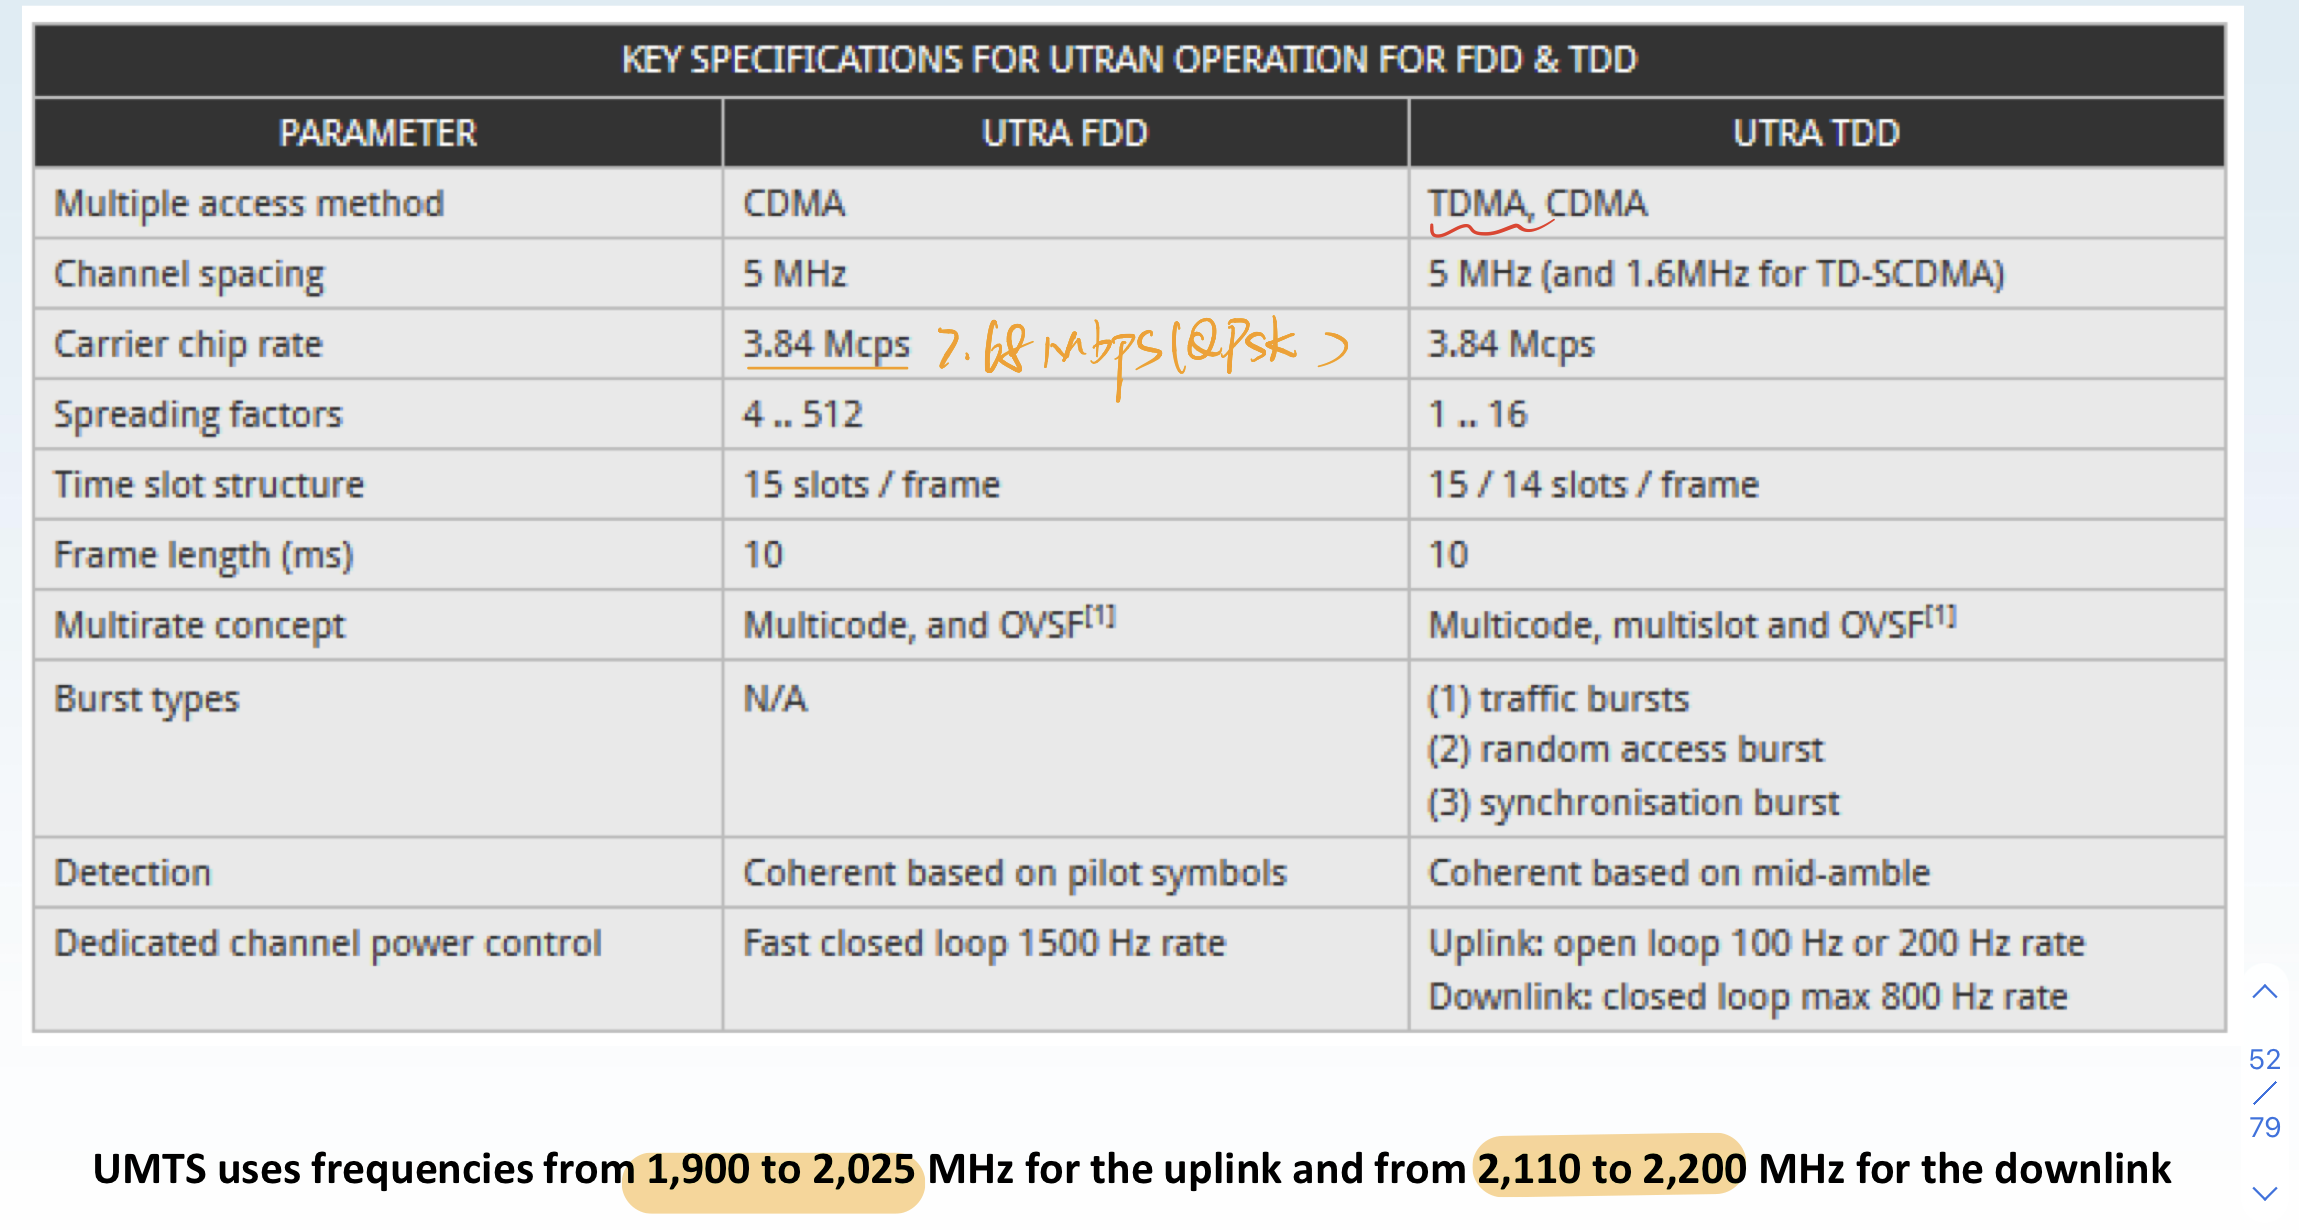 KEY SPECIFICATIONS FOR UTRAN OPERATION FOR FDD & TDD
PARAMETER UTRA FDD UTRA TDD
Multiple access method CDMA TDMA, CDMA
Channel spacing 5 MHz 5 MHz (and 1.6MHz for TD-SCDMA)
Carrier chip rate 3.84 Mcps 7.68 Mbps (QPSK) 3.84 Mcps
Spreading factors 4 .. 512 1 .. 16
Time slot structure 15 slots / frame 15 / 14 slots / frame
Frame length (ms) 10 10
Multirate concept Multicode, and OVSF[1] Multicode, multislot and OVSF[1]
Burst types N/A (1) traffic bursts
(2) random access burst
(3) synchronisation burst
Detection Coherent based on pilot symbols Coherent based on mid-amble
Dedicated channel power control Fast closed loop 1500 Hz rate Uplink: open loop 100 Hz or 200 Hz rate
Downlink: closed loop max 800 Hz rate
52
/
79
UMTS uses frequencies from 1,900 to 2,025 MHz for the uplink and from 2,110 to 2,200 MHz for the downlink